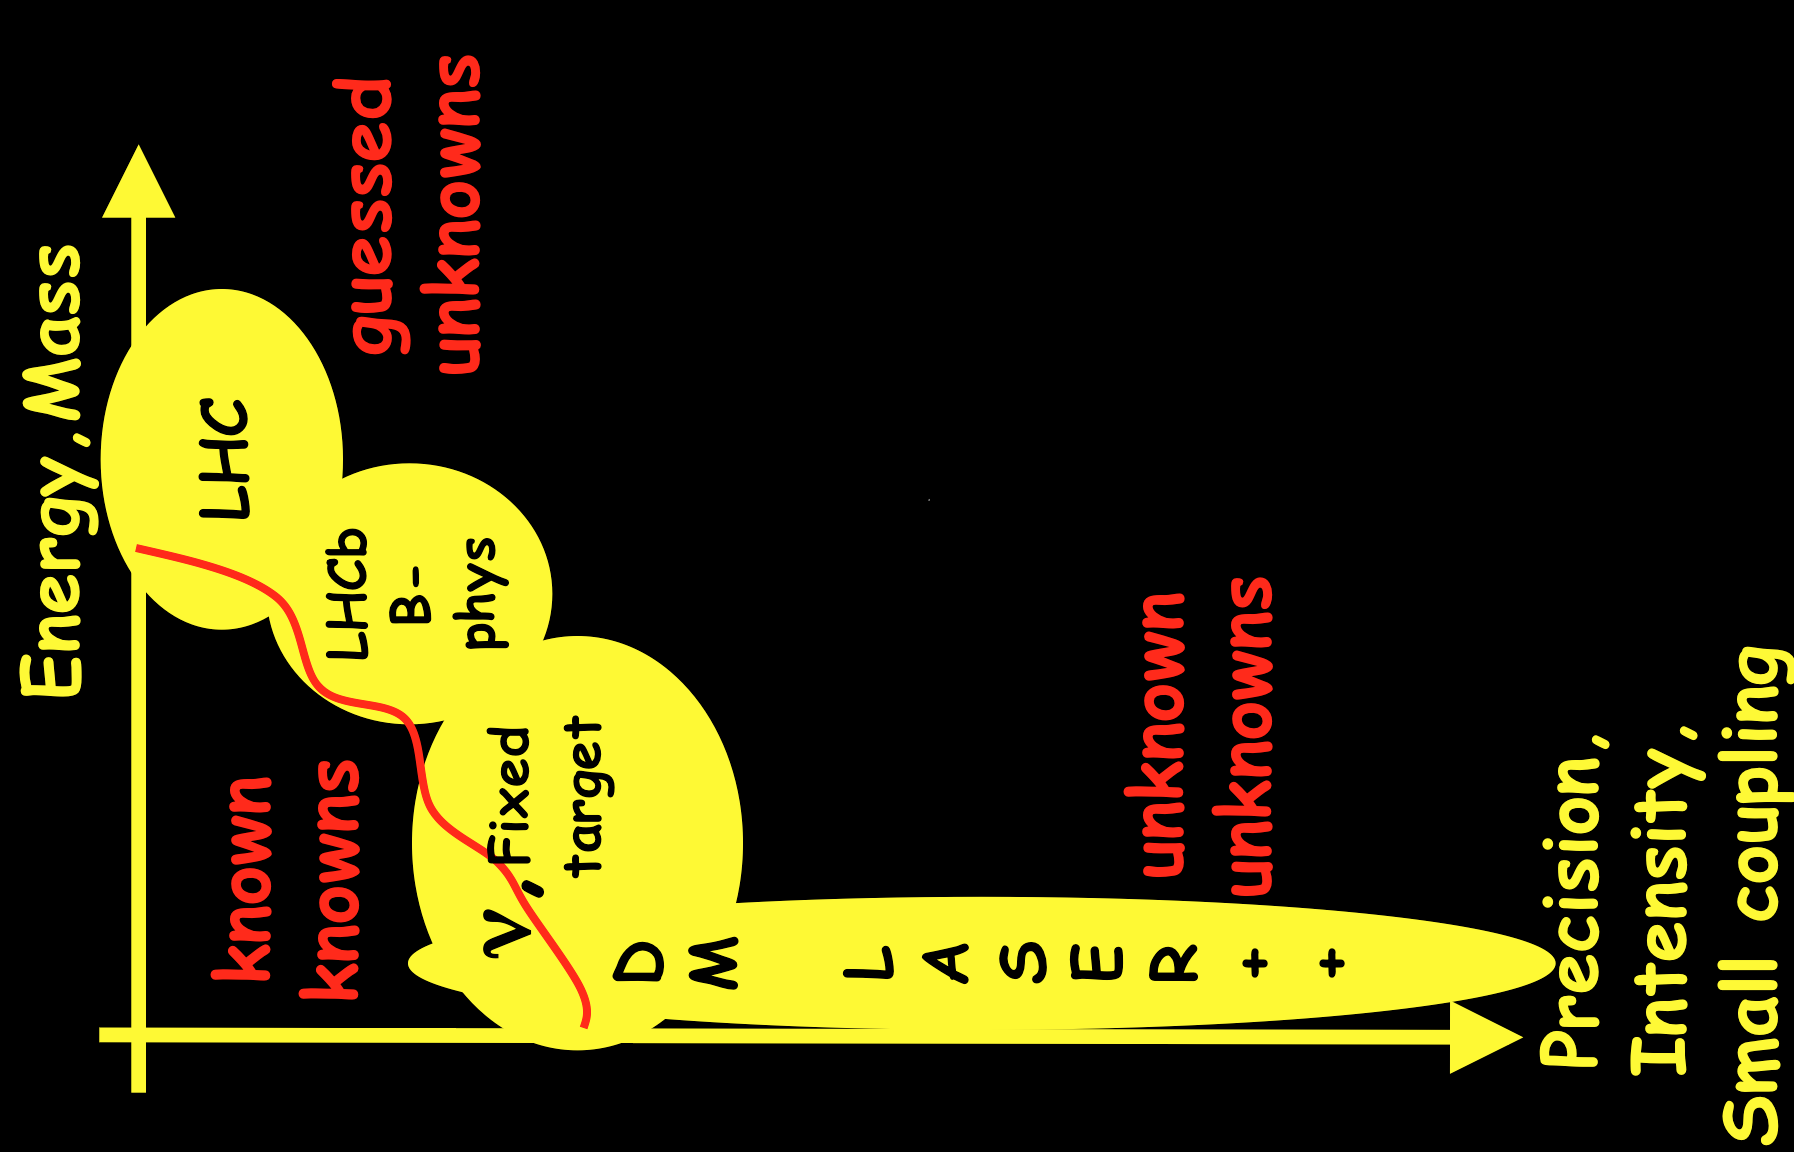 Energy,Mass
guessed
unknowns
LHC
LHCb
B-
phys
known
knowns
ν,Fixed
target
D
M
L
A
S
E
R
+
+
unknown
unknowns
Precision,
Intensity,
Small coupling